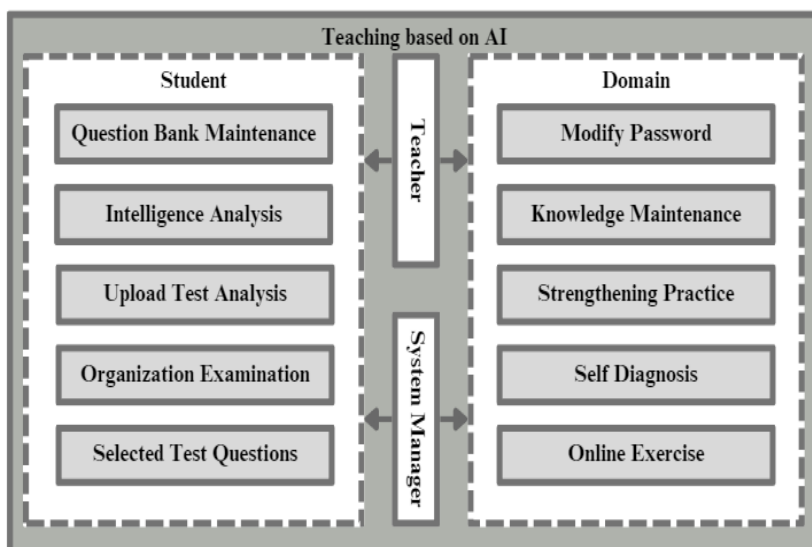 Teaching based on AI
Student
Question Bank Maintenance
Intelligence Analysis
Upload Test Analysis
Organization Examination
Selected Test Questions
Teacher
System Manager
Domain
Modify Password
Knowledge Maintenance
Strengthening Practice
Self Diagnosis
Online Exercise